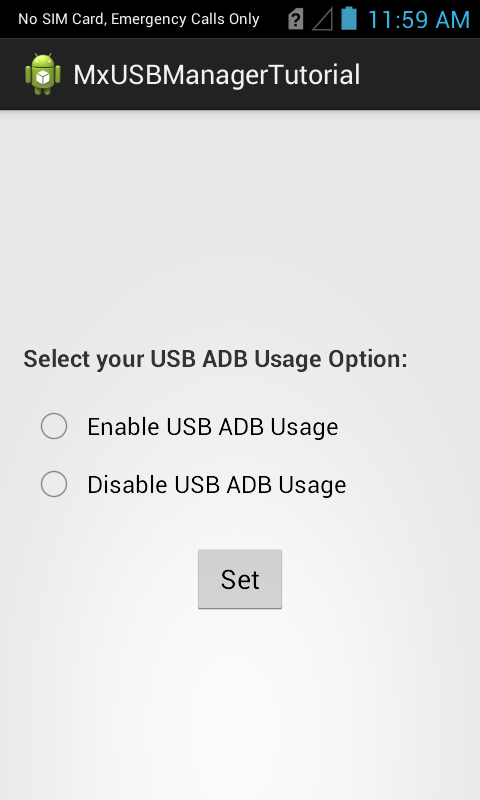 No SIM Card, Emergency Calls Only
11:59 AM
MxUSBManagerTutorial
Select your USB ADB Usage Option:
Enable USB ADB Usage
Disable USB ADB Usage
Set